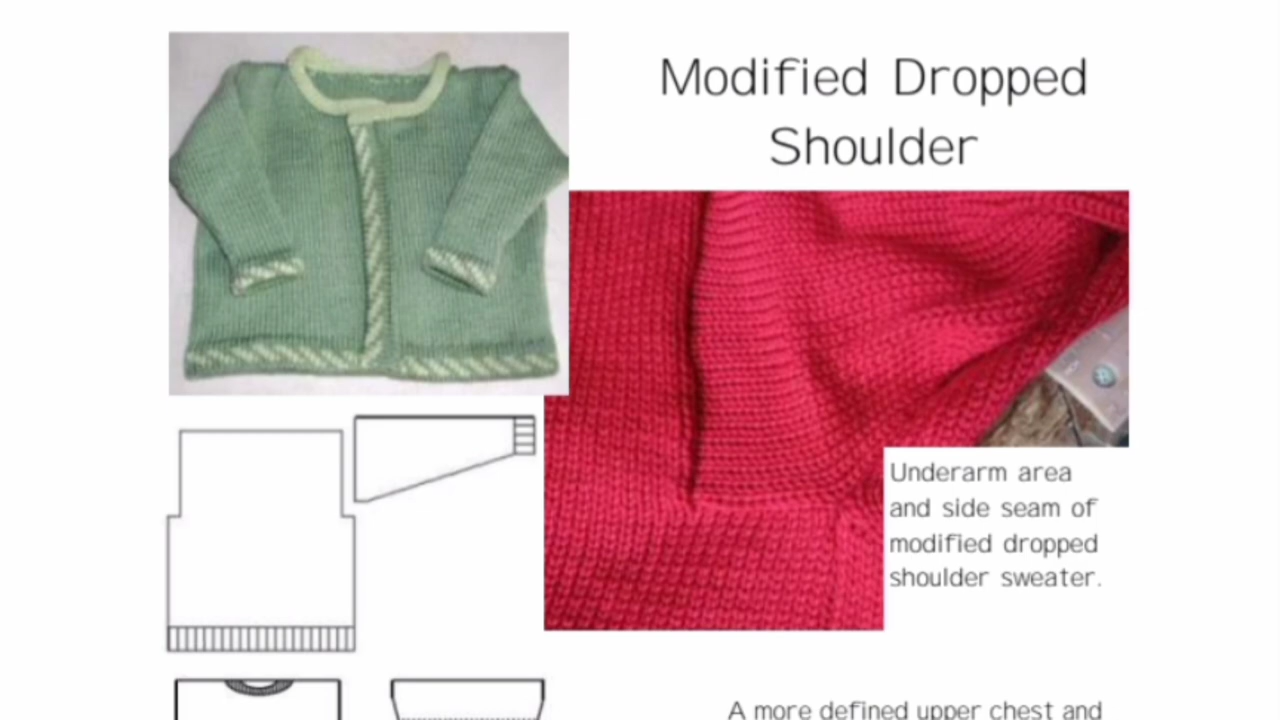 Modified Dropped
Shoulder
Underarm area
and side seam of
modified dropped
shoulder sweater.
A more defined upper chest and